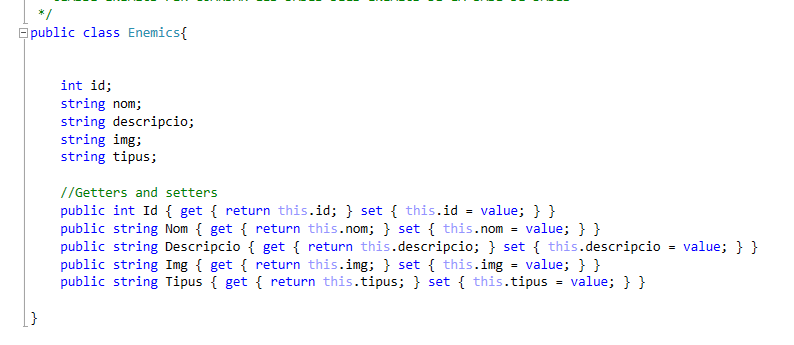 */
public class Enemics{
int id;
string nom;
string descripcio;
string img;
string tipus;
//Getters and setters
public int Id { get { return this.id; } set { this.id = value; } }
public string Nom { get { return this.nom; } set { this.nom = value; } }
public string Descripcio { get { return this.descripcio; } set { this.descripcio = value; } }
public string Img { get { return this.img; } set { this.img = value; } }
public string Tipus { get { return this.tipus; } set { this.tipus = value; } }
}